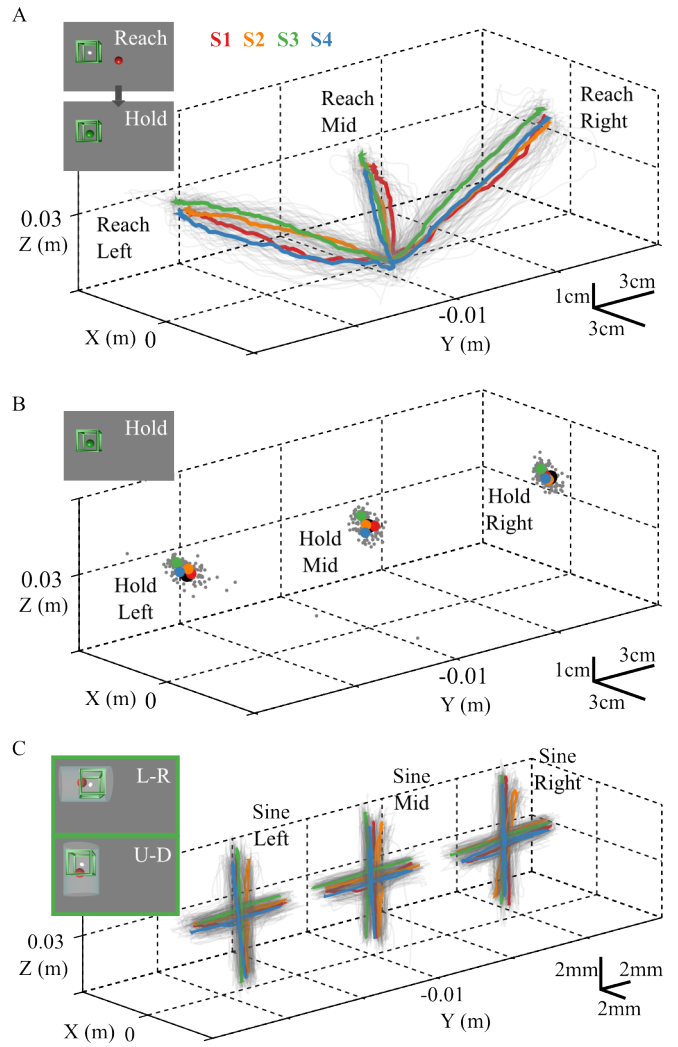 A
Reach
Hold
S1 S2 S3 S4
Reach
Mid
Reach
Right
Reach
Left
0.03
Z (m)
X (m) 0
-0.01
Y (m)
1cm 3cm
3cm
B
Hold
Hold
Left
Hold
Mid
Hold
Right
0.03
Z (m)
X (m) 0
-0.01
Y (m)
1cm 3cm
3cm
C
L-R
U-D
Sine
Left
Sine
Mid
Sine
Right
0.03
Z (m)
X (m) 0
-0.01
Y (m)
2mm 2mm
2mm